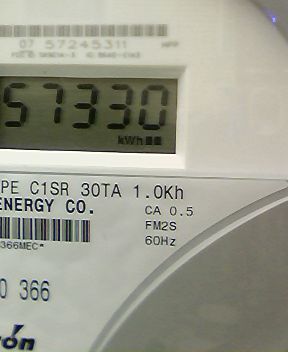 07 57245311
57330
kWh
PE C1SR 30TA 1.0Kh
ENERGY CO.
CA 0.5
FM2S
60Hz
366MEC*
0 366
ron